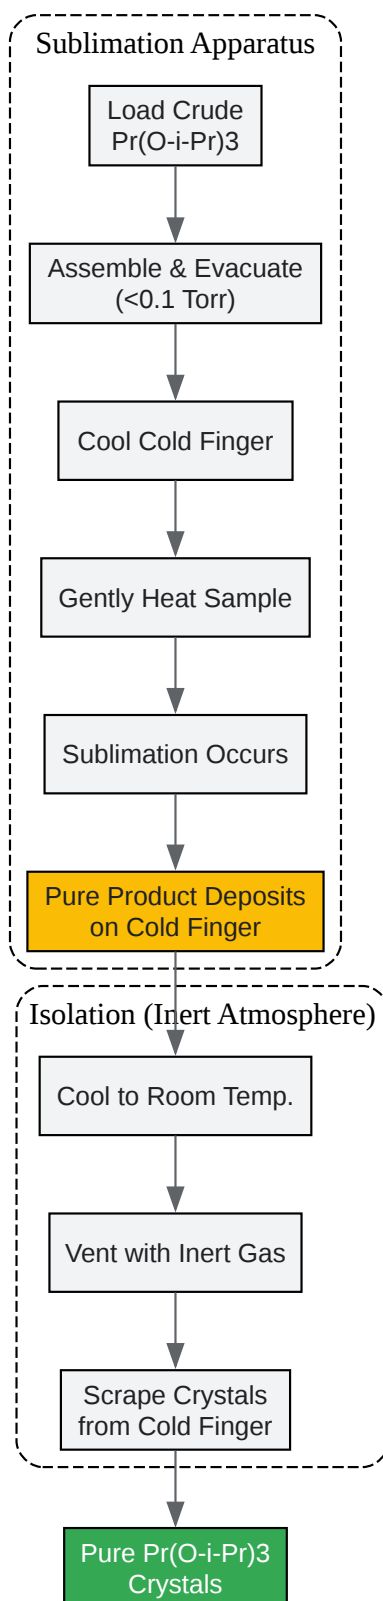 Sublimation Apparatus
Load Crude
Pr(O-i-Pr)3
Assemble & Evacuate
(<0.1 Torr)
Cool Cold Finger
Gently Heat Sample
Sublimation Occurs
Pure Product Deposits
on Cold Finger
Isolation (Inert Atmosphere)
Cool to Room Temp.
Vent with Inert Gas
Scrape Crystals
from Cold Finger
Pure Pr(O-i-Pr)3
Crystals